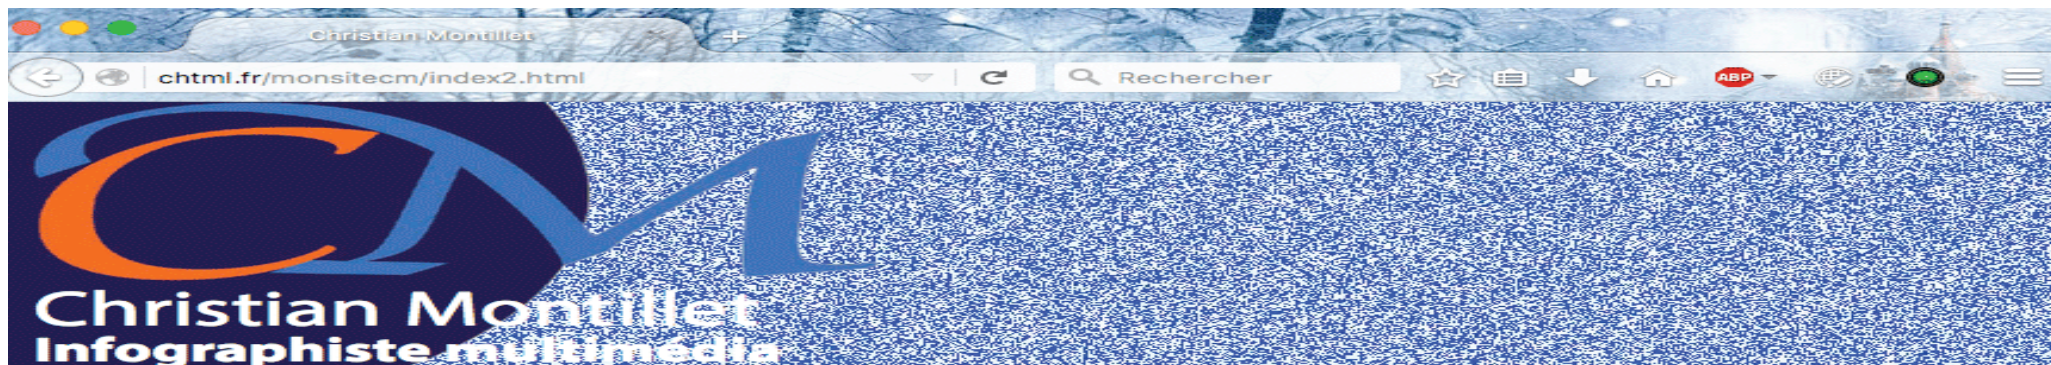 Christian Montillet
chtml.fr/monsitecm/index2.html
Rechercher
ABP
CM
Christian Montillet
Infographiste multimédia